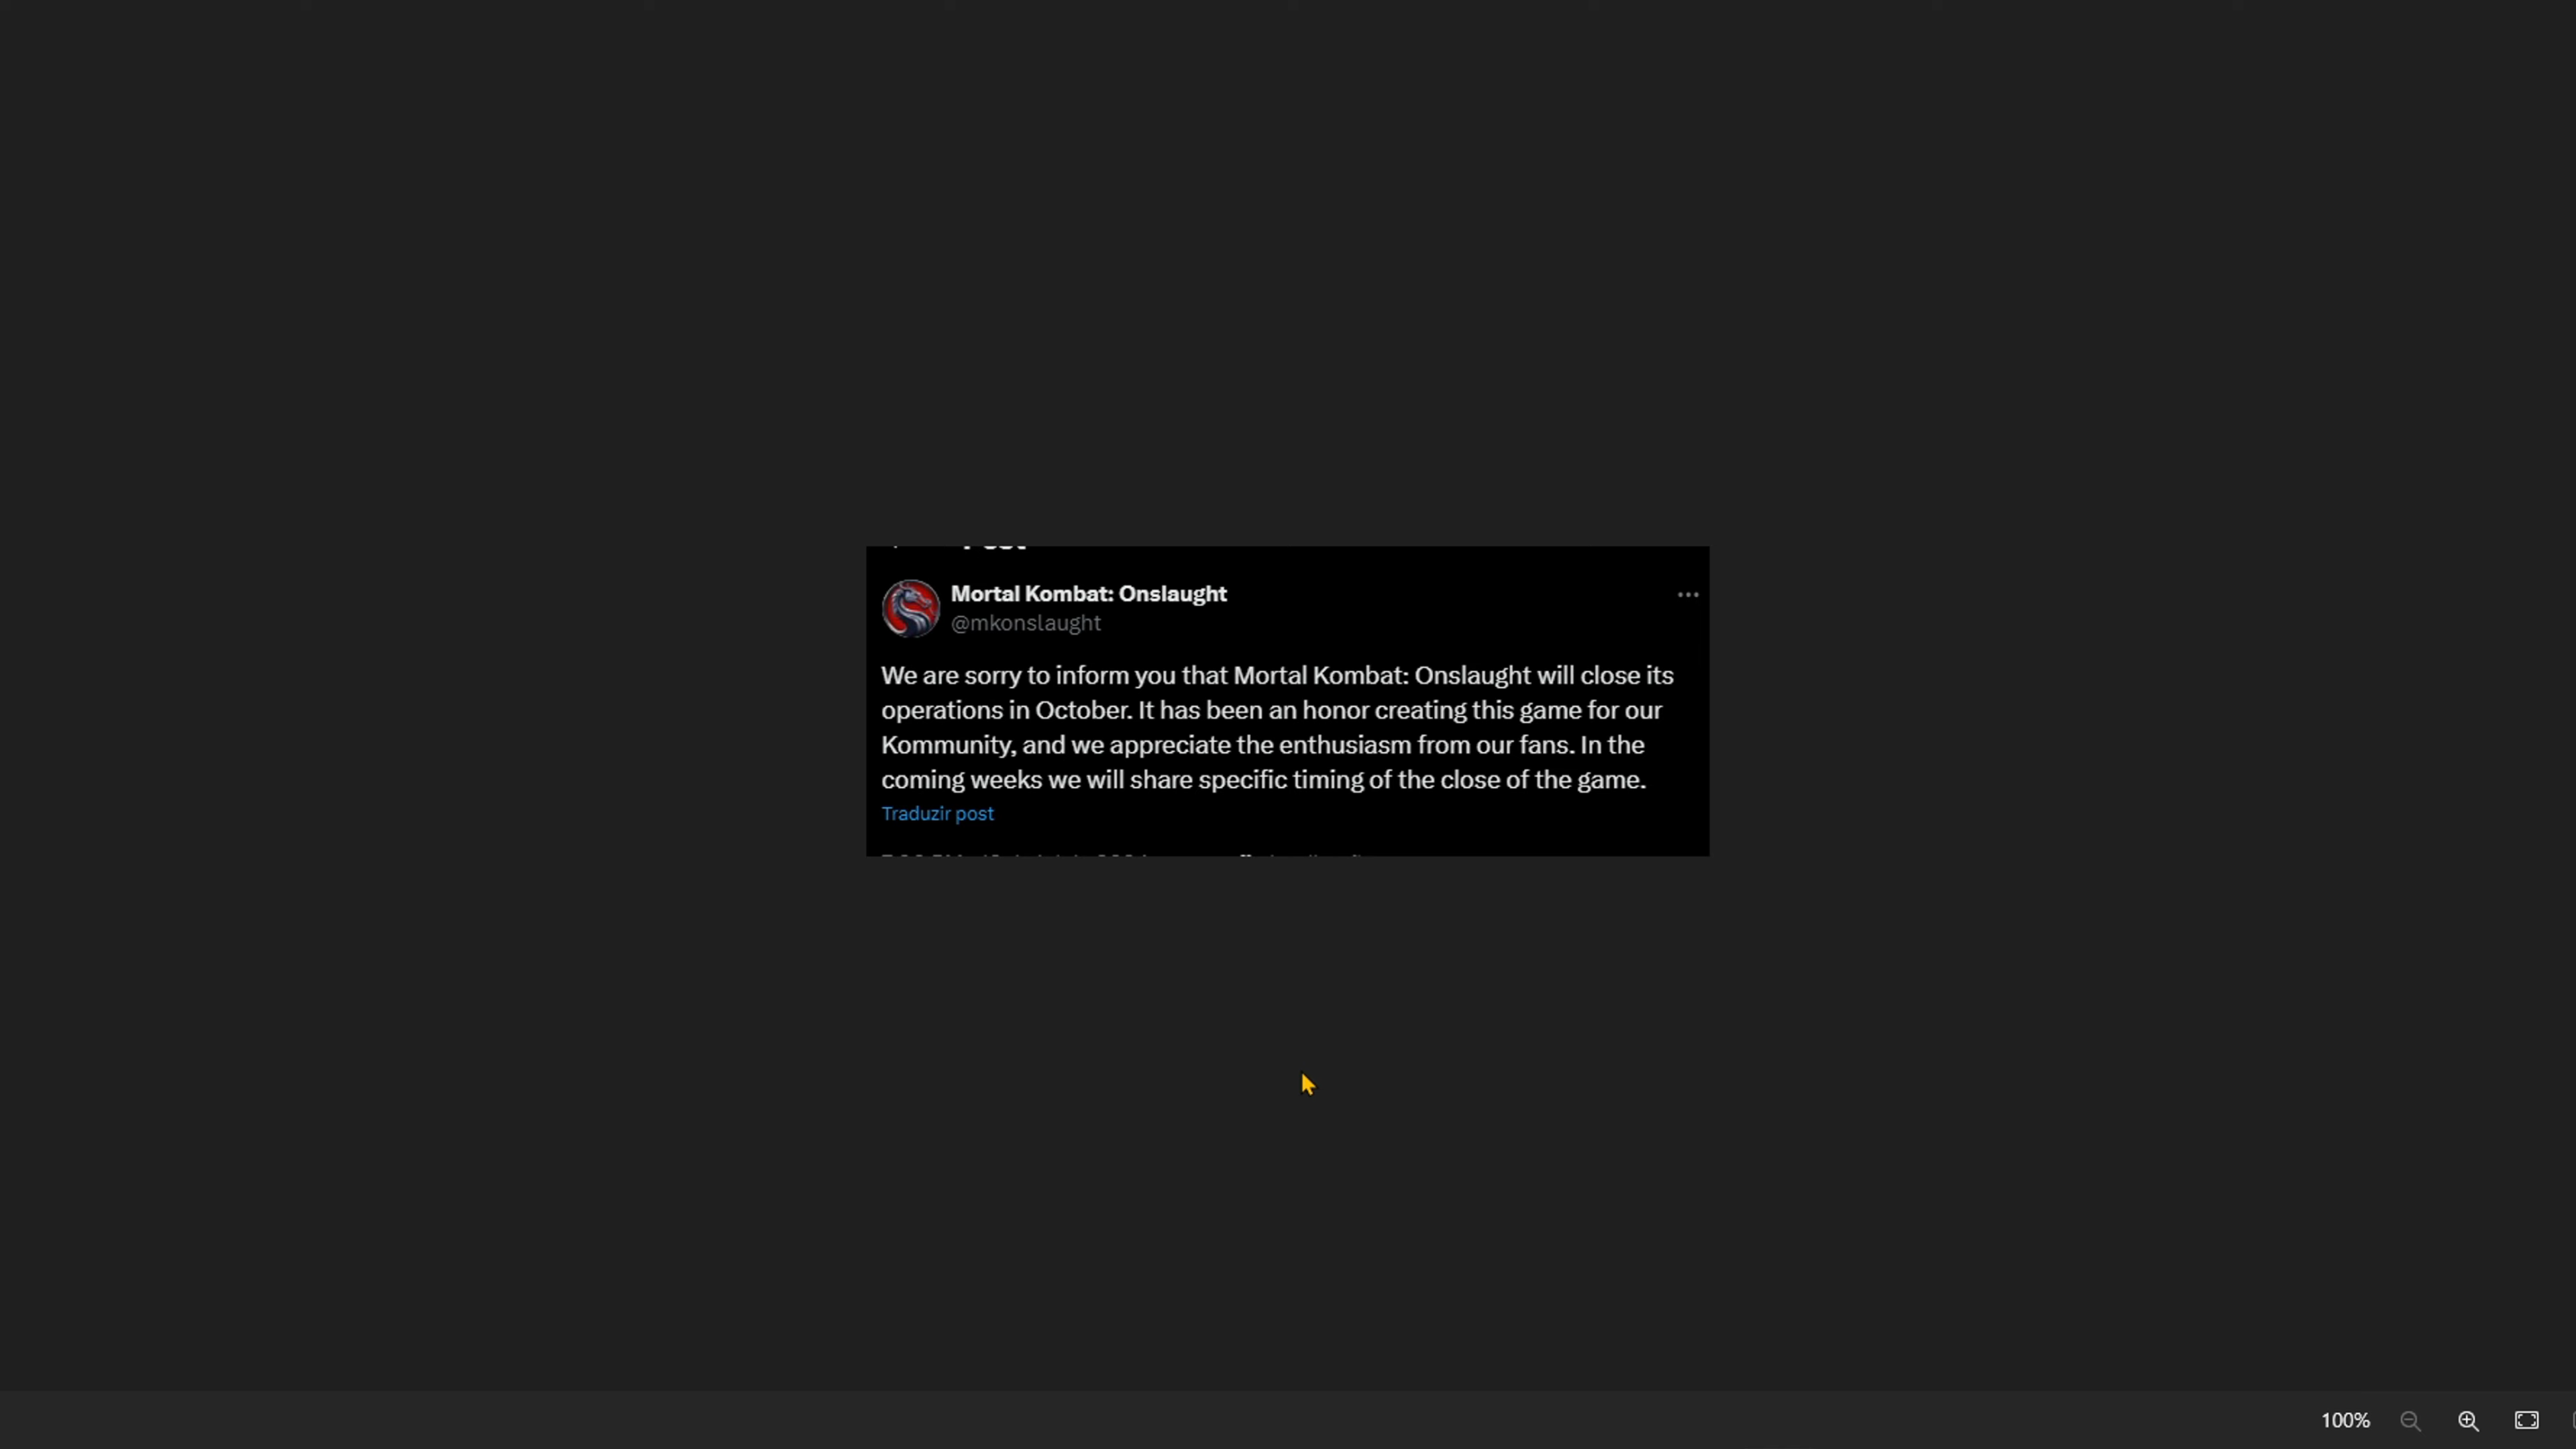 Post
Mortal Kombat: Onslaught
@mkonslaught
We are sorry to inform you that Mortal Kombat: Onslaught will close its
operations in October. It has been an honor creating this game for our
Kommunity, and we appreciate the enthusiasm from our fans. In the
coming weeks we will share specific timing of the close of the game.
Traduzir post
100%